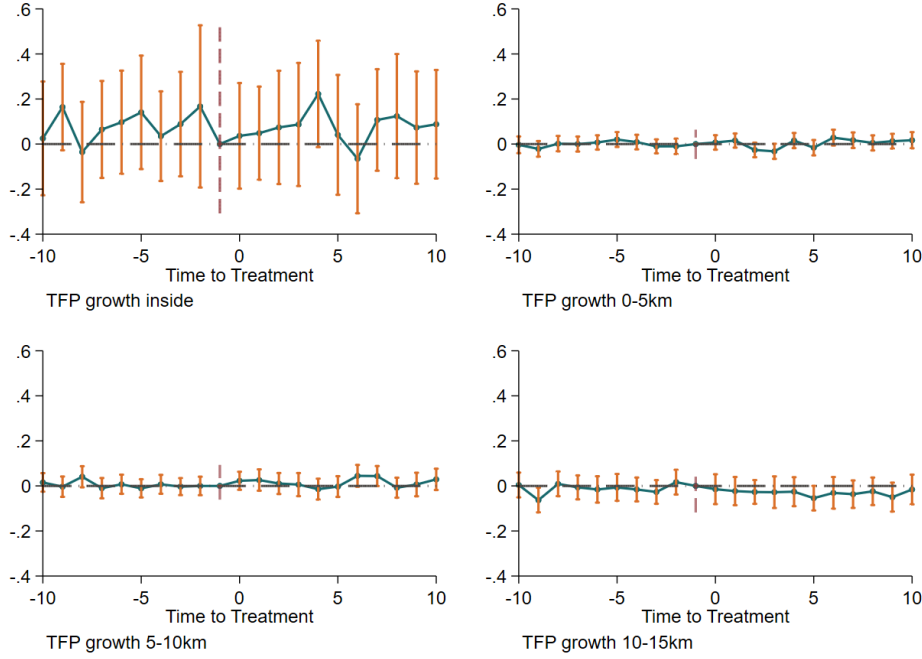 .6
.4
.2
0
-.2
-.4
-10 -5 0 5 10
Time to Treatment
TFP growth inside
.6
.4
.2
0
-.2
-.4
-10 -5 0 5 10
Time to Treatment
TFP growth 0-5km
.6
.4
.2
0
-.2
-.4
-10 -5 0 5 10
Time to Treatment
TFP growth 5-10km
.6
.4
.2
0
-.2
-.4
-10 -5 0 5 10
Time to Treatment
TFP growth 10-15km